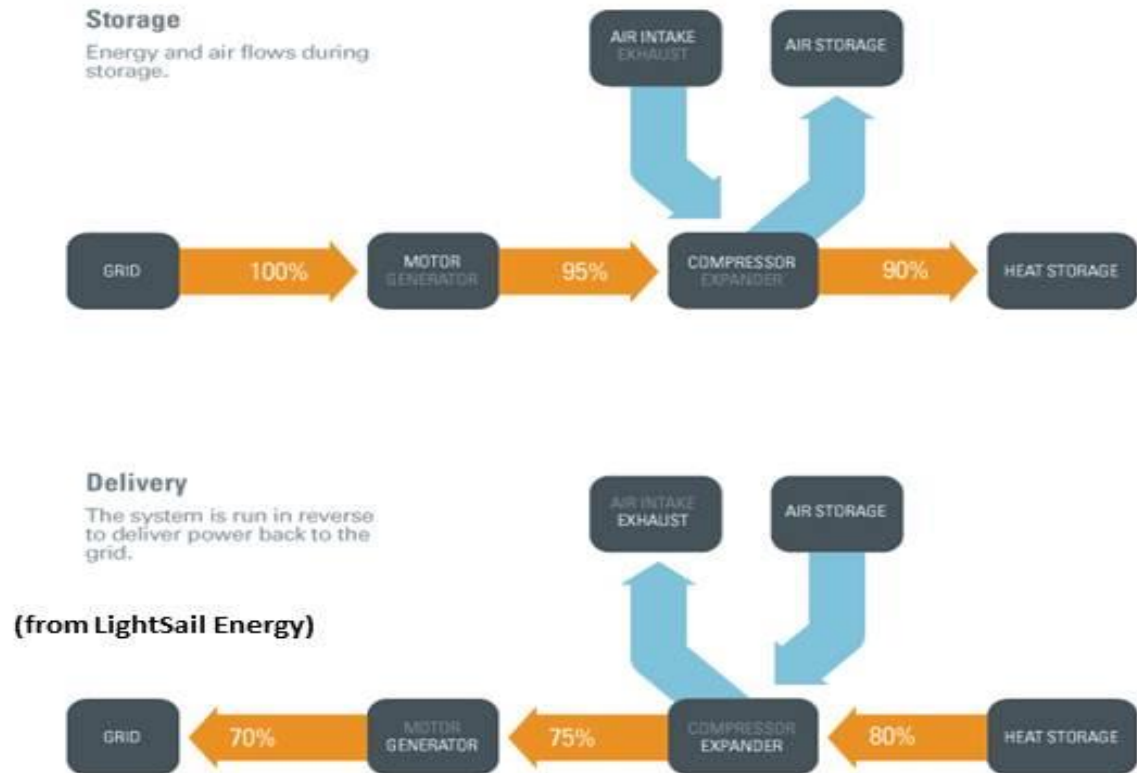 Storage
Energy and air flows during
storage.
AIR INTAKE
EXHAUST
AIR STORAGE
GRID
100%
MOTOR
GENERATOR
95%
COMPRESSOR
EXPANDER
90%
HEAT STORAGE
Delivery
The system is run in reverse
to deliver power back to the
grid.
AIR INTAKE
EXHAUST
AIR STORAGE
(from LightSail Energy)
GRID
70%
MOTOR
GENERATOR
75%
COMPRESSOR
EXPANDER
80%
HEAT STORAGE